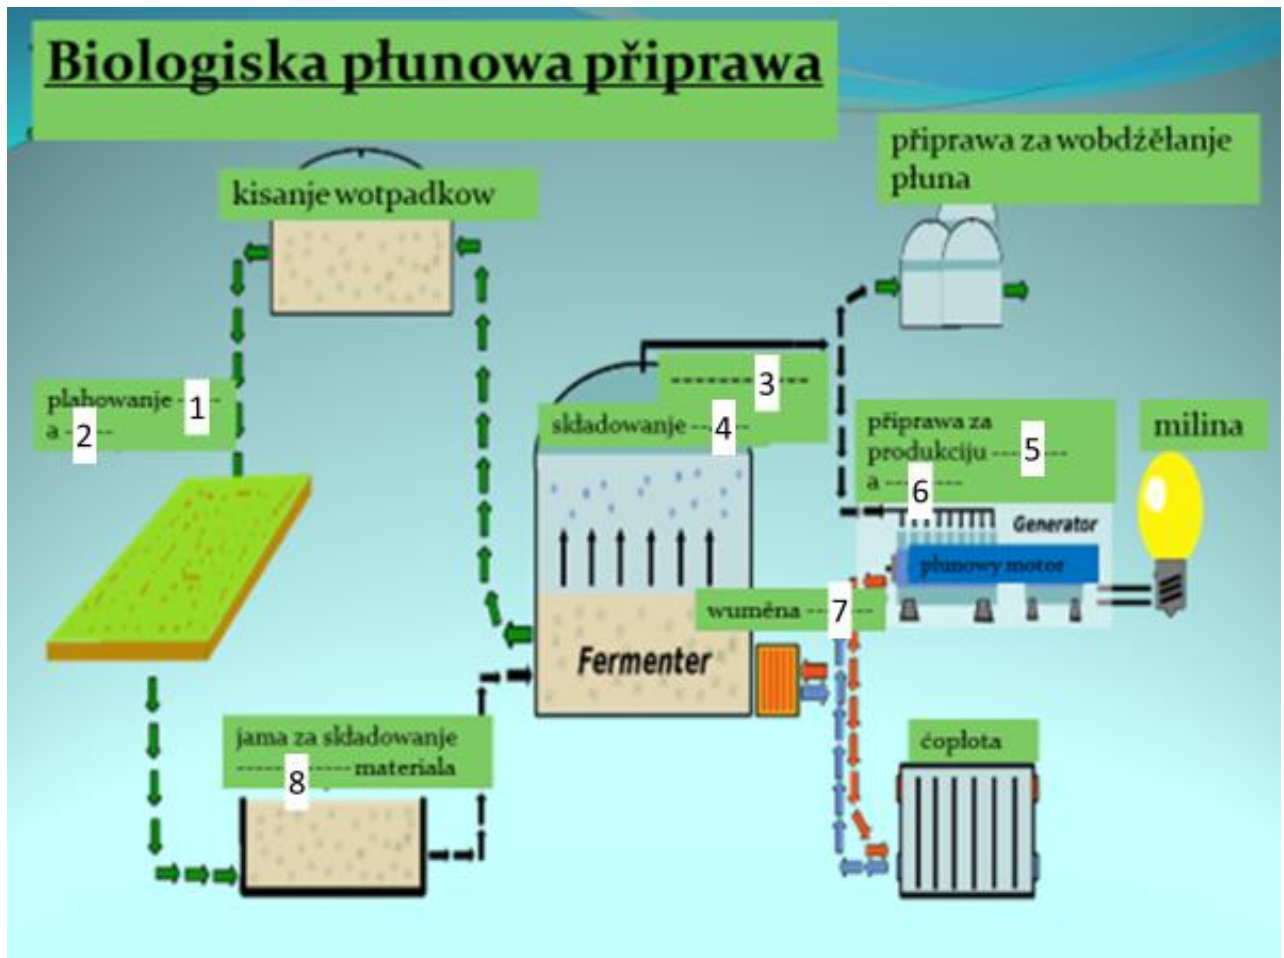 Biologiska płunowa připrawa
připrawa za wobdźěłanje
płuna
kisanje wotpadkow
plahowanje ---1---
a --2---
-------3-----
składowanje ---4---
připrawa za
produkciju ----5----
a ---6----
milina
Generator
płunowy motor
wuměna ---7---
Fermenter
jama za składowanje
------8------ materiala
ćopłota